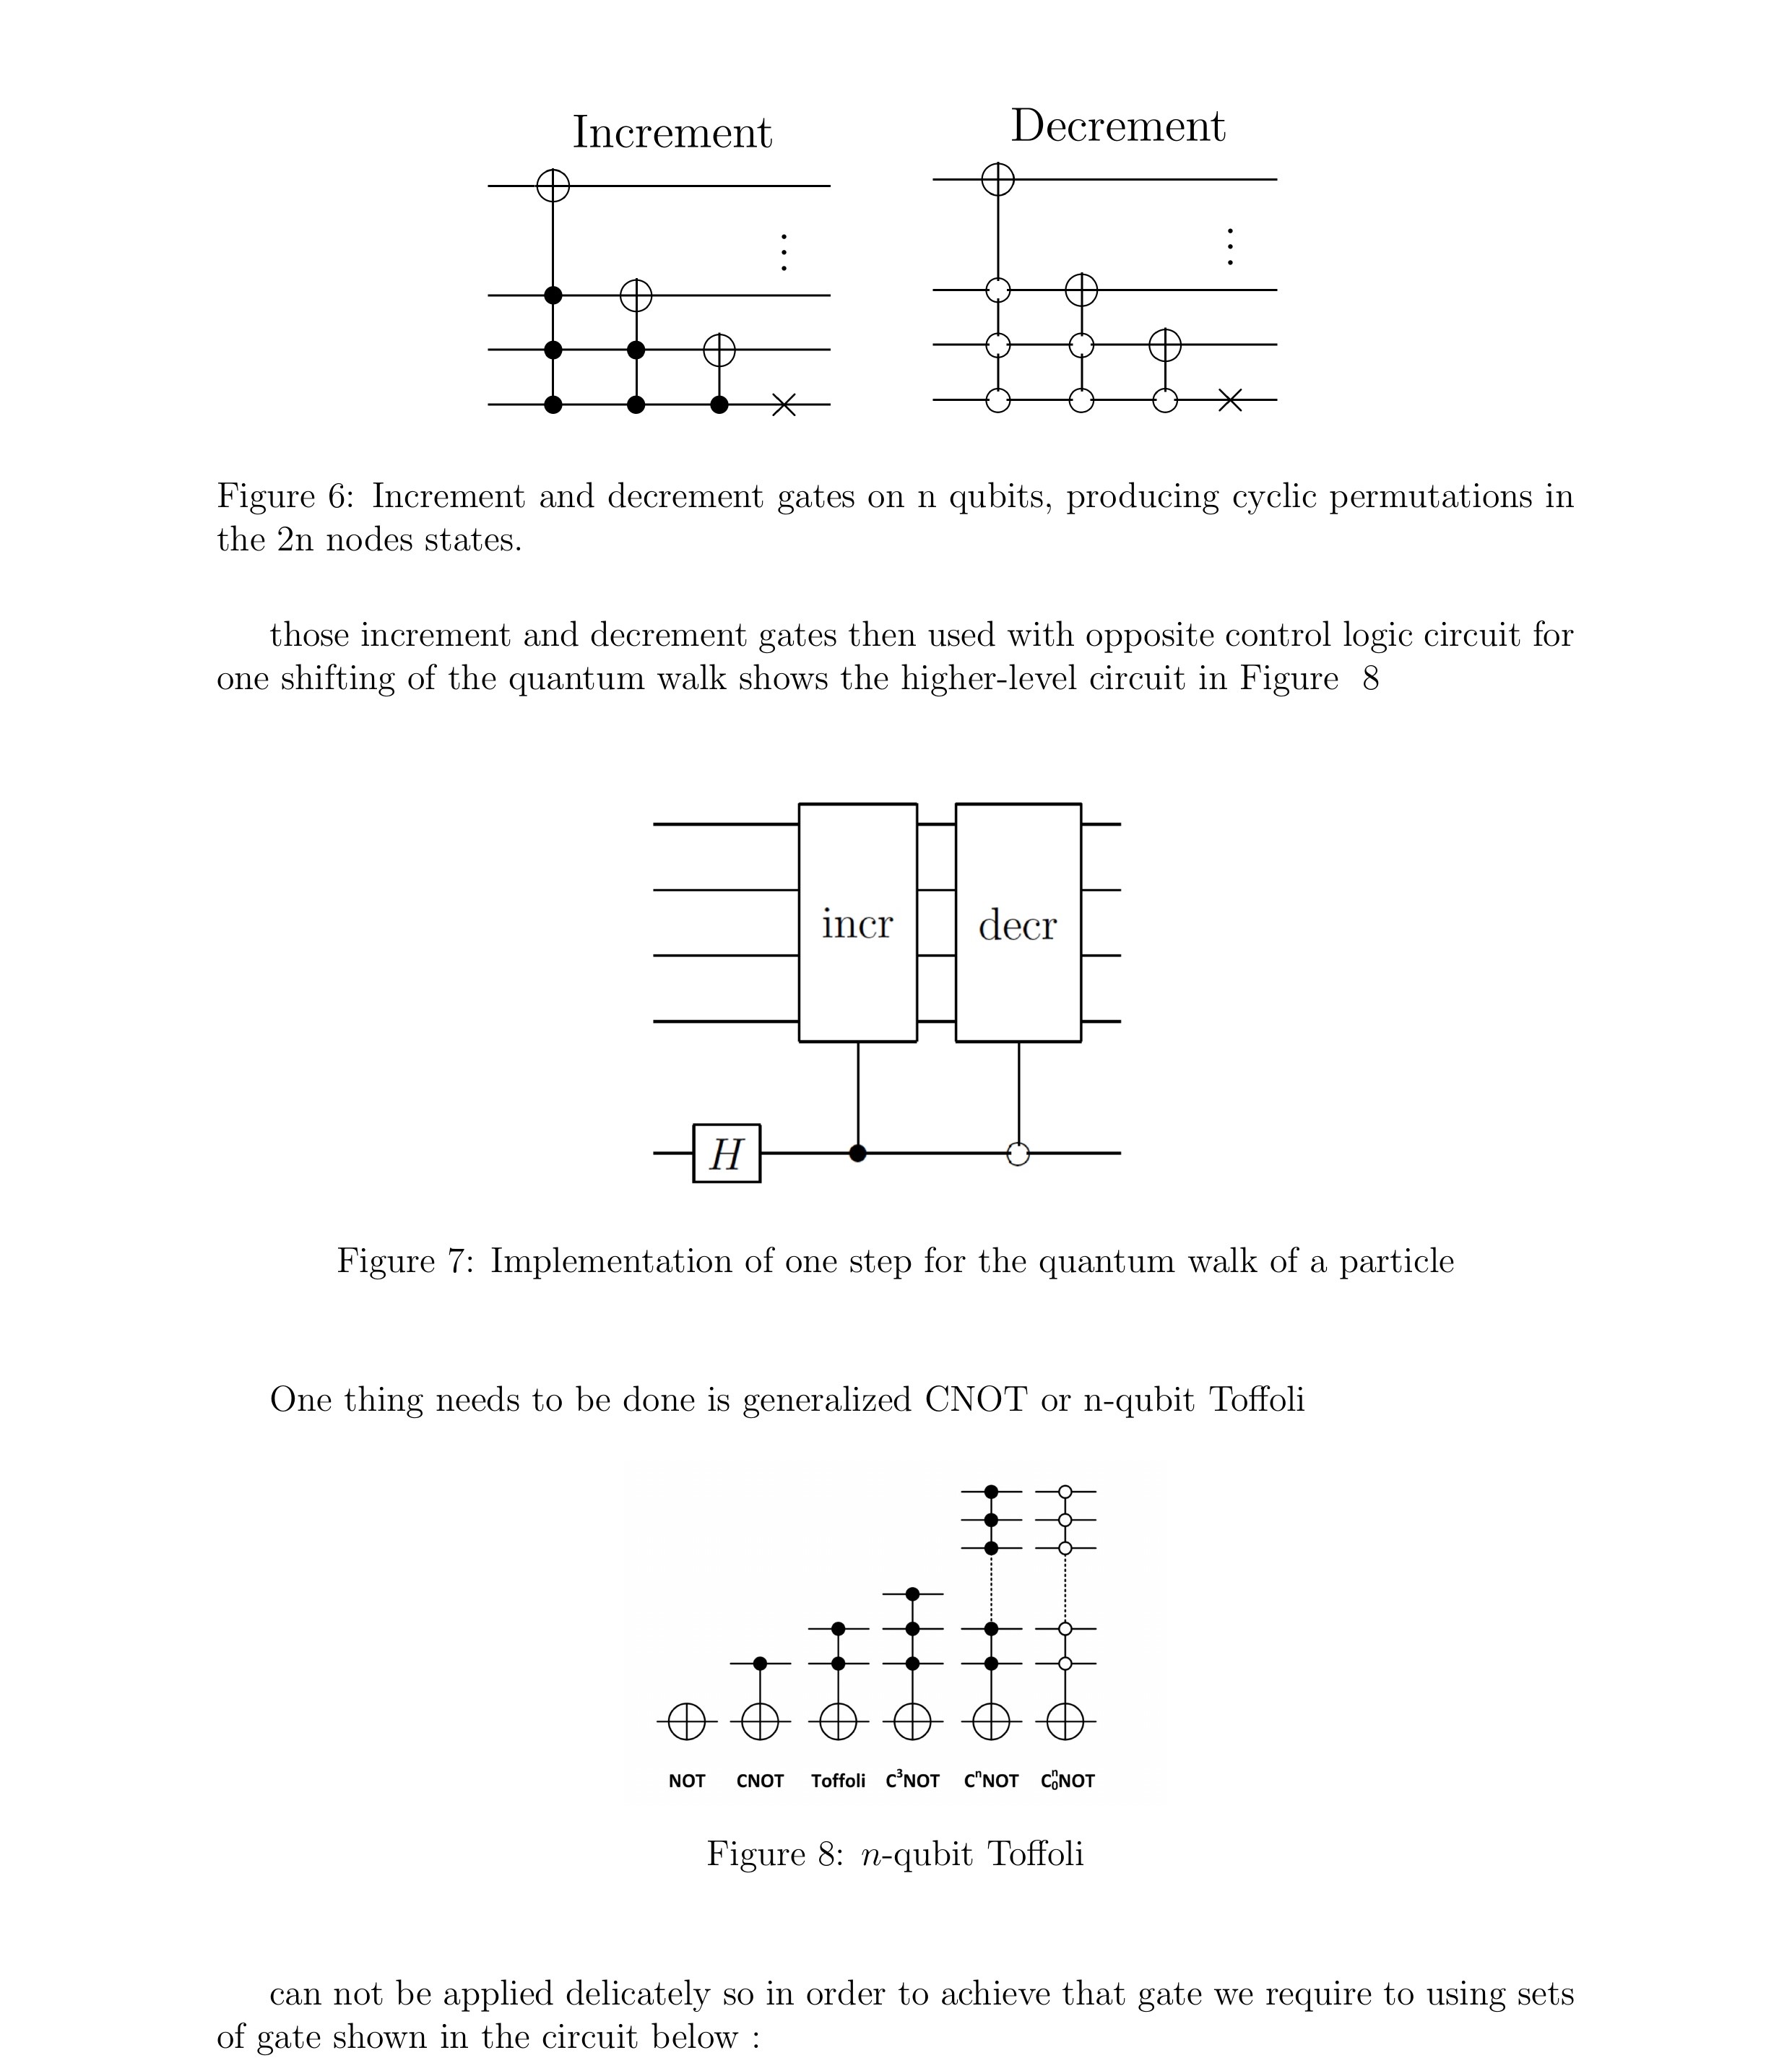 Increment
Decrement
Figure 6: Increment and decrement gates on n qubits, producing cyclic permutations in
the 2n nodes states.
those increment and decrement gates then used with opposite control logic circuit for
one shifting of the quantum walk shows the higher-level circuit in Figure 8
incr
decr
H
Figure 7: Implementation of one step for the quantum walk of a particle
One thing needs to be done is generalized CNOT or n-qubit Toffoli
NOT CNOT Toffoli C³NOT CⁿNOT C₀ⁿNOT
Figure 8: n-qubit Toffoli
can not be applied delicately so in order to achieve that gate we require to using sets
of gate shown in the circuit below :